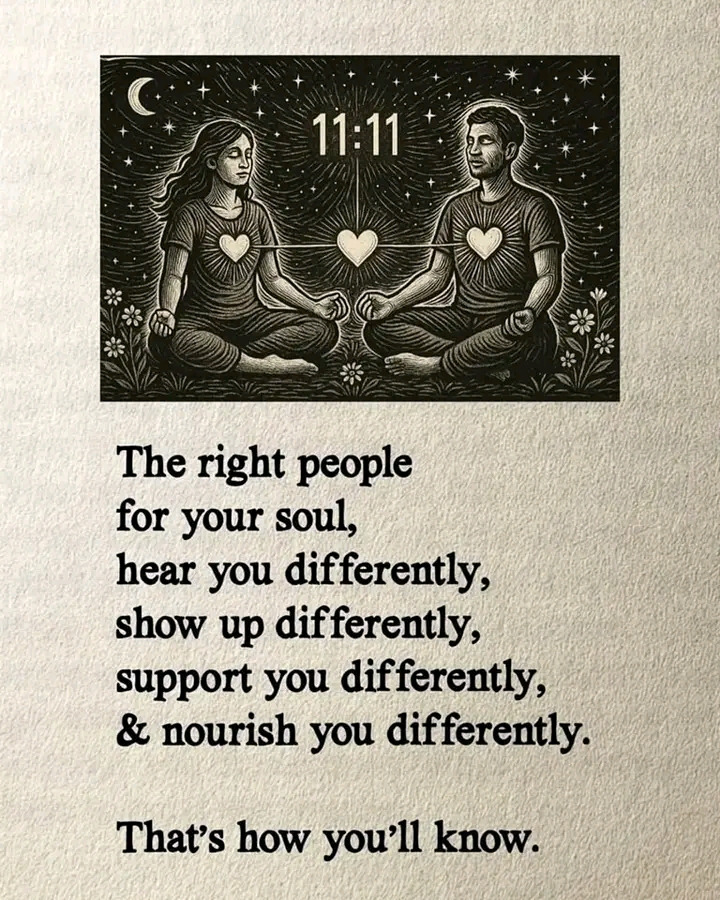 11:11
The right people
for your soul,
hear you differently,
show up differently,
support you differently,
& nourish you differently.
That’s how you’ll know.